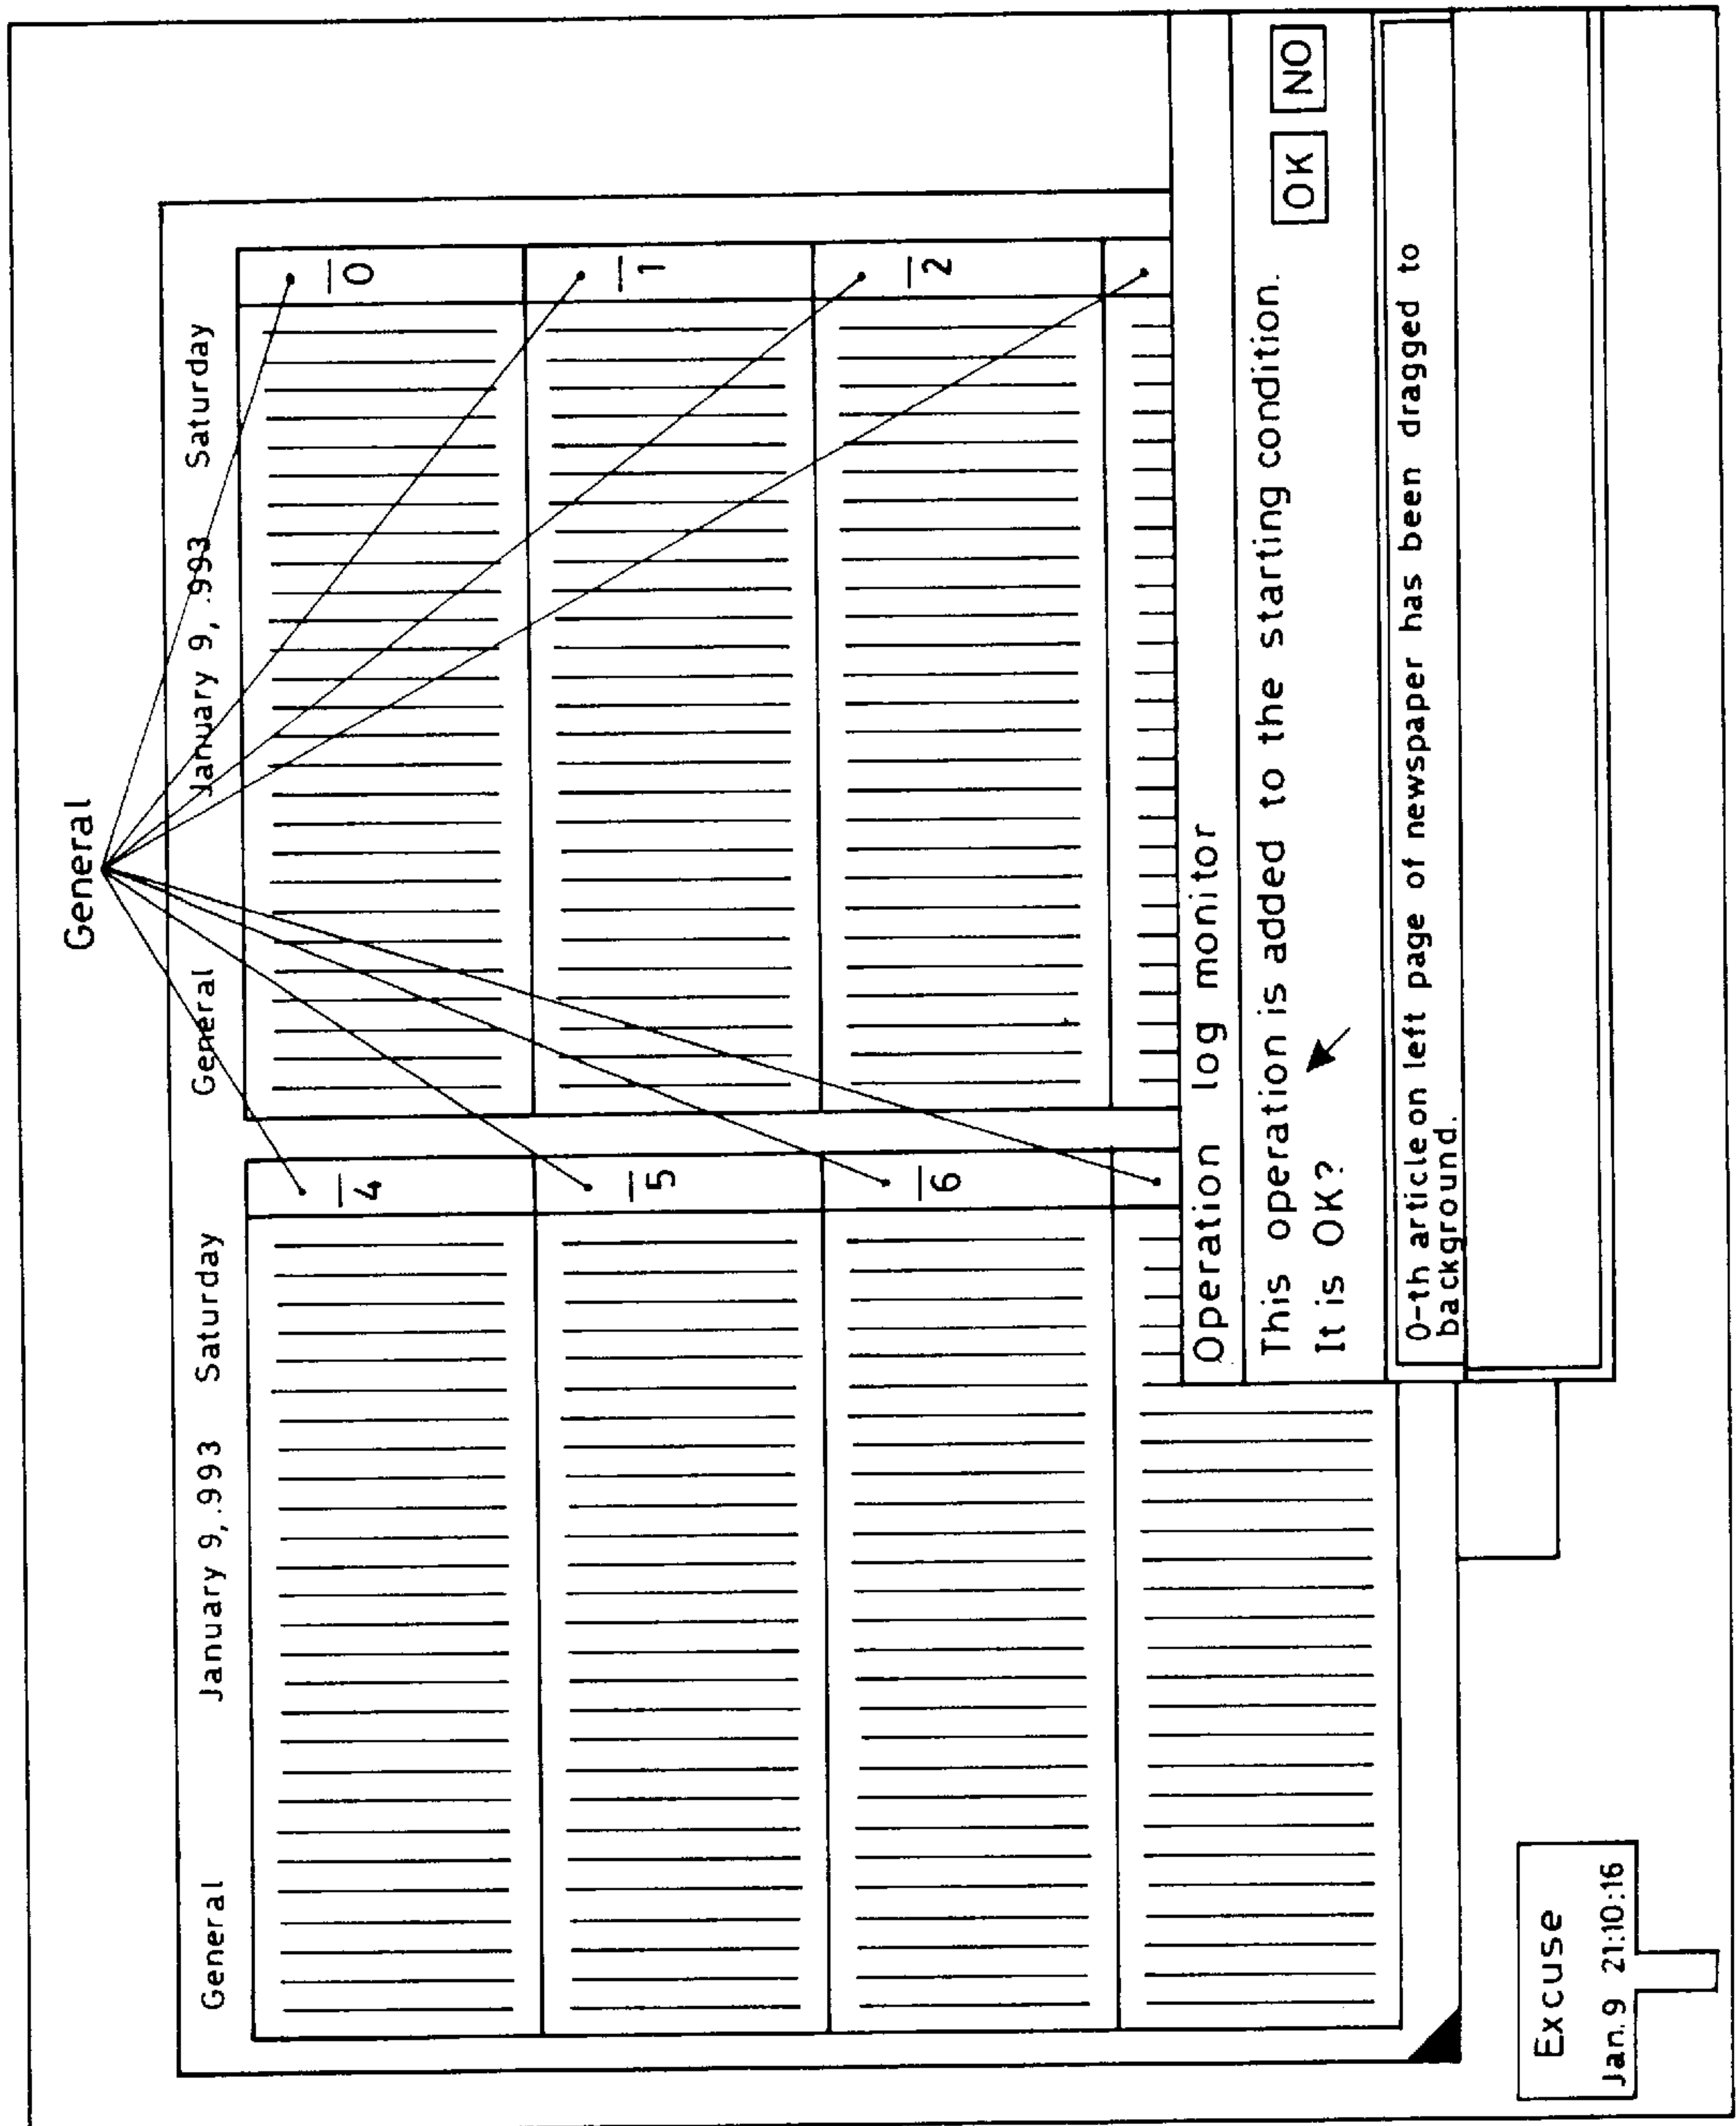 General
General January 9, .993 Saturday
General January 9, .993 Saturday
4
5
6
0
1
2
Operation log monitor
This operation is added to the starting condition.
It is OK?
OK NO
0-th article on left page of newspaper has been dragged to
background.
Excuse
Jan. 9 21:10:16